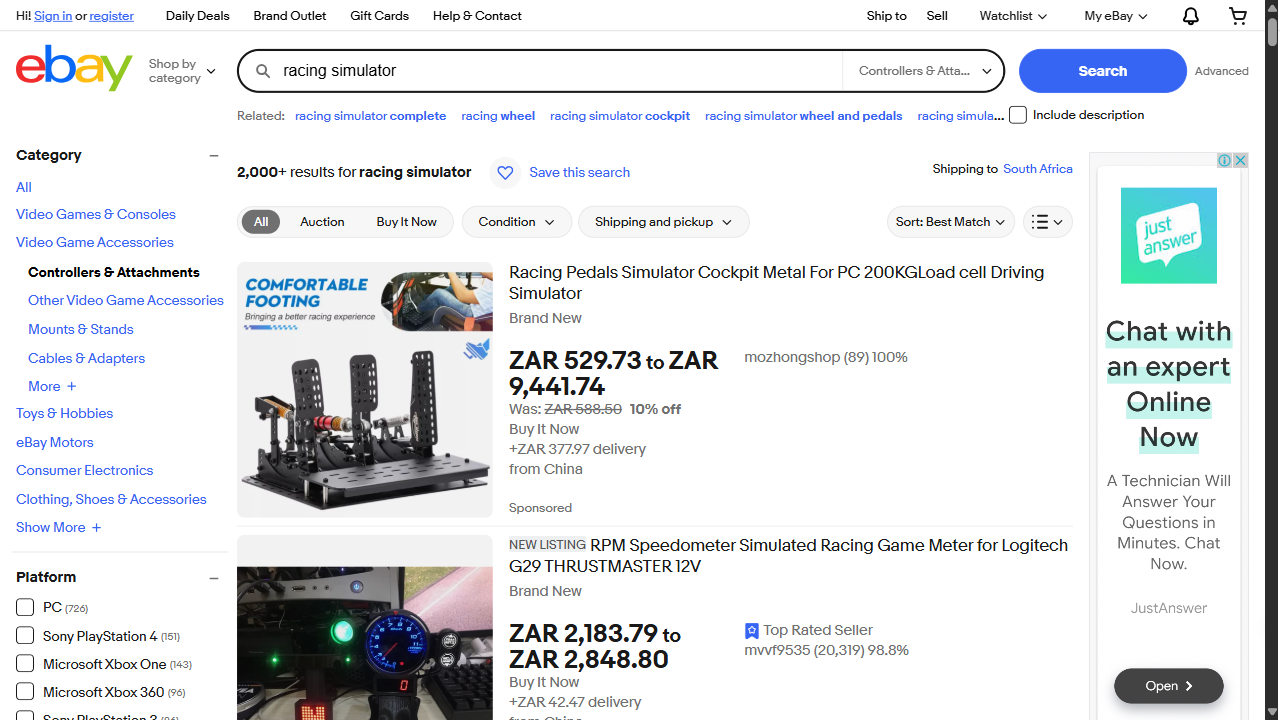 Hi! Sign in or register
Daily Deals
Brand Outlet
Gift Cards
Help & Contact
Ship to
Sell
Watchlist
My eBay
ebay
Shop by
category
racing simulator
Controllers & Atta...
Search
Advanced
Related:
racing simulator complete
racing wheel
racing simulator cockpit
racing simulator wheel and pedals
racing simula...
Include description
Category
All
Video Games & Consoles
Video Game Accessories
Controllers & Attachments
Other Video Game Accessories
Mounts & Stands
Cables & Adapters
More +
Toys & Hobbies
eBay Motors
Consumer Electronics
Clothing, Shoes & Accessories
Show More +
Platform
PC (726)
Sony PlayStation 4 (151)
Microsoft Xbox One (143)
Microsoft Xbox 360 (96)
2,000+ results for racing simulator
Save this search
Shipping to South Africa
All
Auction
Buy It Now
Condition
Shipping and pickup
Sort: Best Match
COMFORTABLE
FOOTING
Bringing a better racing experience
Racing Pedals Simulator Cockpit Metal For PC 200KGLoad cell Driving
Simulator
Brand New
ZAR 529.73 to ZAR
9,441.74
mozhongshop (89) 100%
Was: ZAR 588.50 10% off
Buy It Now
+ZAR 377.97 delivery
from China
Sponsored
NEW LISTING RPM Speedometer Simulated Racing Game Meter for Logitech
G29 THRUSTMASTER 12V
Brand New
ZAR 2,183.79 to
ZAR 2,848.80
Top Rated Seller
mvvf9535 (20,319) 98.8%
Buy It Now
+ZAR 42.47 delivery
just
answer
Chat with
an expert
Online
Now
A Technician Will
Answer Your
Questions in
Minutes. Chat
Now.
JustAnswer
Open